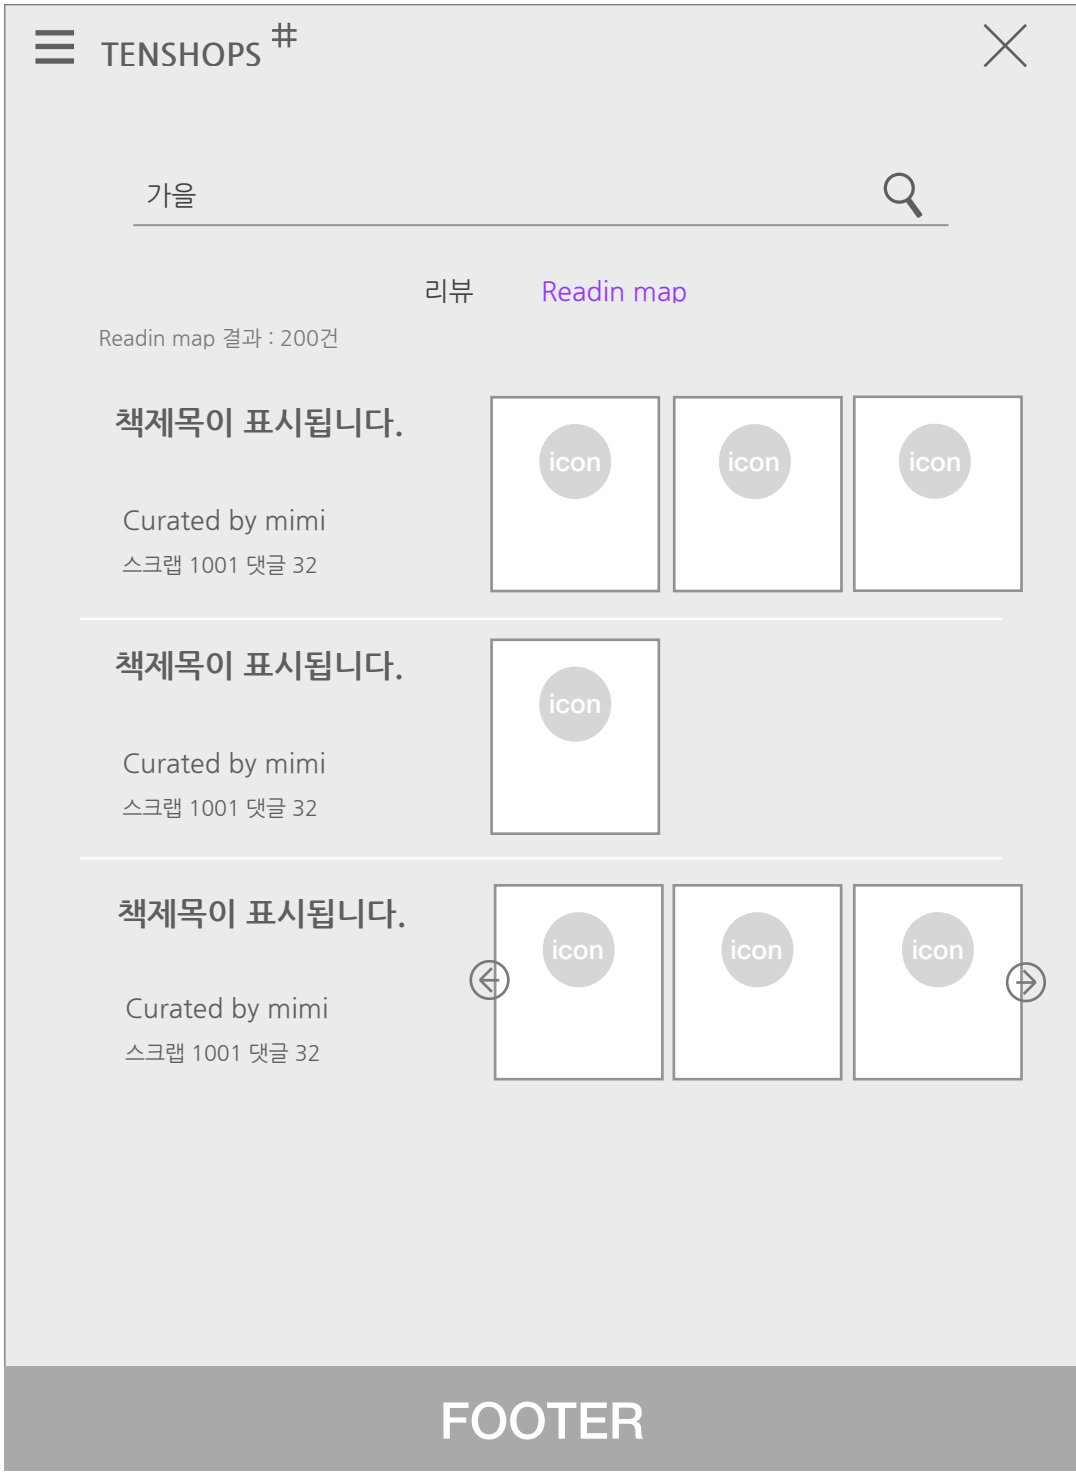 TENSHOPS #
가을
리뷰 Readin map
Readin map 결과 : 200건
책제목이 표시됩니다.
icon icon icon
Curated by mimi
스크랩 1001 댓글 32
책제목이 표시됩니다.
icon
Curated by mimi
스크랩 1001 댓글 32
책제목이 표시됩니다.
icon icon icon
Curated by mimi
스크랩 1001 댓글 32
FOOTER